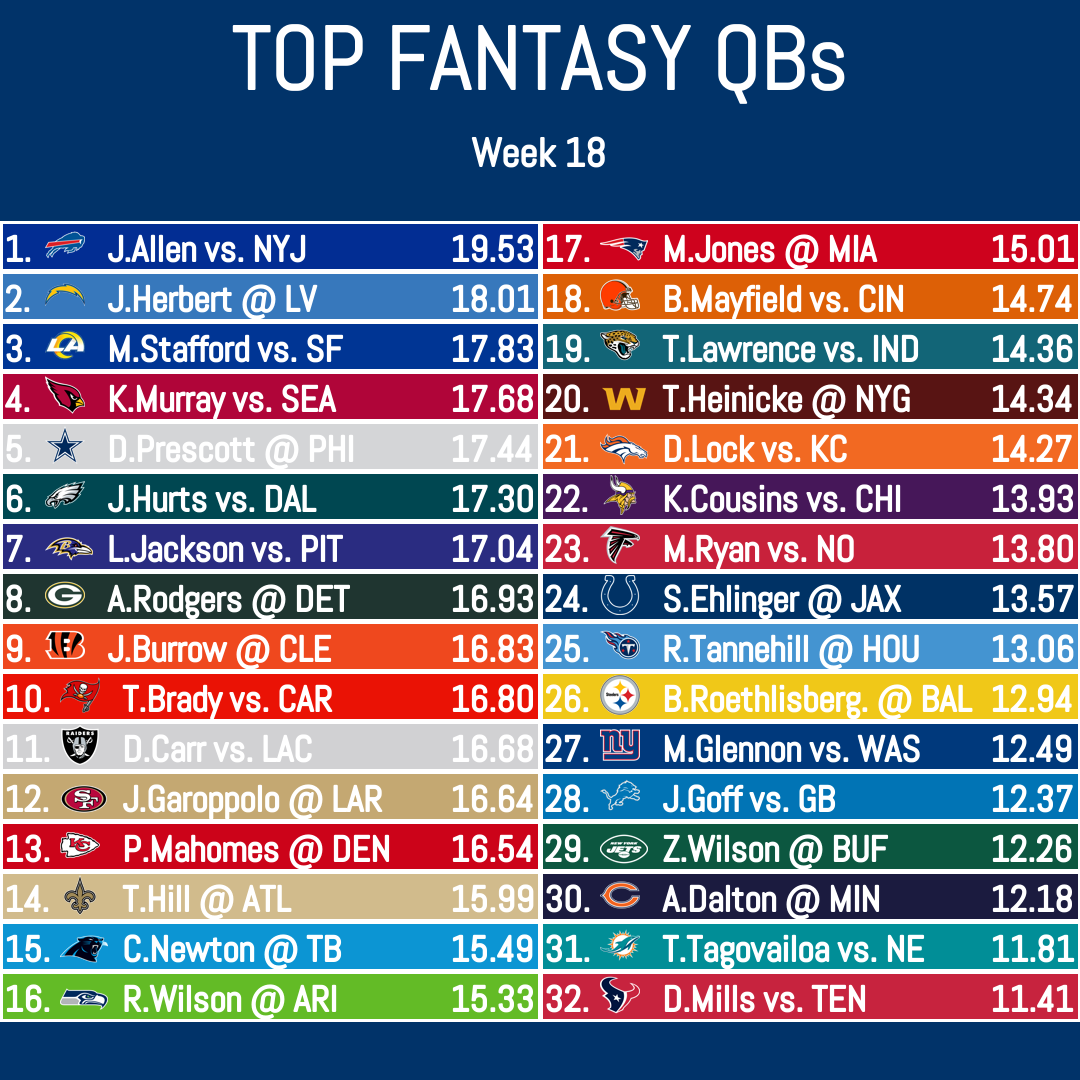 TOP FANTASY QBs
Week 18
1. J.Allen vs. NYJ 19.53
2. J.Herbert @ LV 18.01
3. M.Stafford vs. SF 17.83
4. K.Murray vs. SEA 17.68
5. D.Prescott @ PHI 17.44
6. J.Hurts vs. DAL 17.30
7. L.Jackson vs. PIT 17.04
8. A.Rodgers @ DET 16.93
9. J.Burrow @ CLE 16.83
10. T.Brady vs. CAR 16.80
11. RAIDERS D.Carr vs. LAC 16.68
12. SF J.Garoppolo @ LAR 16.64
13. KC P.Mahomes @ DEN 16.54
14. T.Hill @ ATL 15.99
15. C.Newton @ TB 15.49
16. R.Wilson @ ARI 15.33
17. M.Jones @ MIA 15.01
18. B.Mayfield vs. CIN 14.74
19. T.Lawrence vs. IND 14.36
20. W T.Heinicke @ NYG 14.34
21. D.Lock vs. KC 14.27
22. K.Cousins vs. CHI 13.93
23. M.Ryan vs. NO 13.80
24. S.Ehlinger @ JAX 13.57
25. R.Tannehill @ HOU 13.06
26. Steelers B.Roethlisberg. @ BAL 12.94
27. ny M.Glennon vs. WAS 12.49
28. J.Goff vs. GB 12.37
29. NEW YORK JETS Z.Wilson @ BUF 12.26
30. C A.Dalton @ MIN 12.18
31. T.Tagovailoa vs. NE 11.81
32. D.Mills vs. TEN 11.41